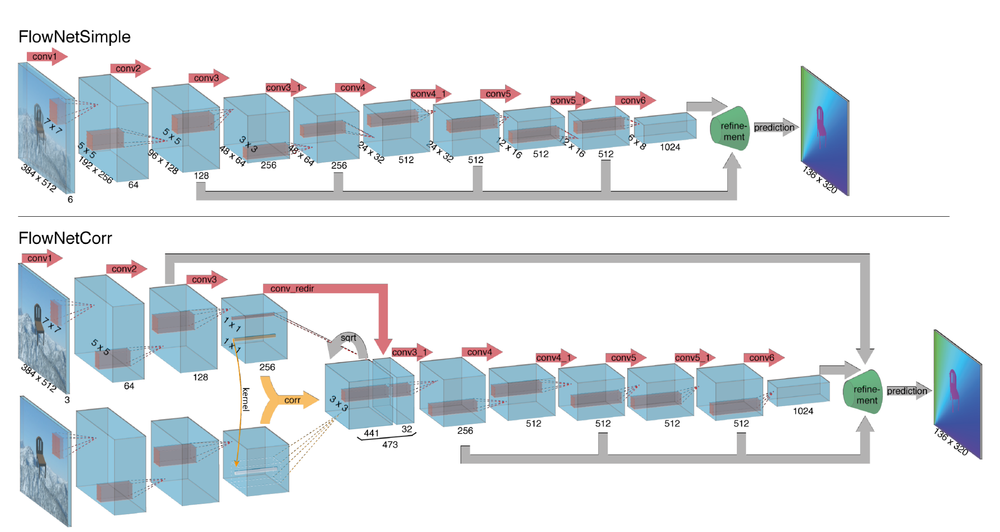 FlowNetSimple
conv1
conv2
conv3
conv3_1
conv4
conv4_1
conv5
conv5_1
conv6
7 x 7
5 x 5
5 x 5
3 x 3
384 x 512
192 x 256
96 x 128
48 x 64
48 x 64
24 x 32
24 x 32
12 x 16
12 x 16
6 x 8
6
64
128
256
256
512
512
512
512
1024
refine-
ment
prediction
136 x 320
FlowNetCorr
conv1
conv2
conv3
conv_redir
sqrt
conv3_1
conv4
conv4_1
conv5
conv5_1
conv6
7 x 7
5 x 5
1 x 1
1 x 1
kernel
corr
3 x 3
384 x 512
3
64
128
256
441
32
473
256
512
512
512
512
1024
refine-
ment
prediction
136 x 320